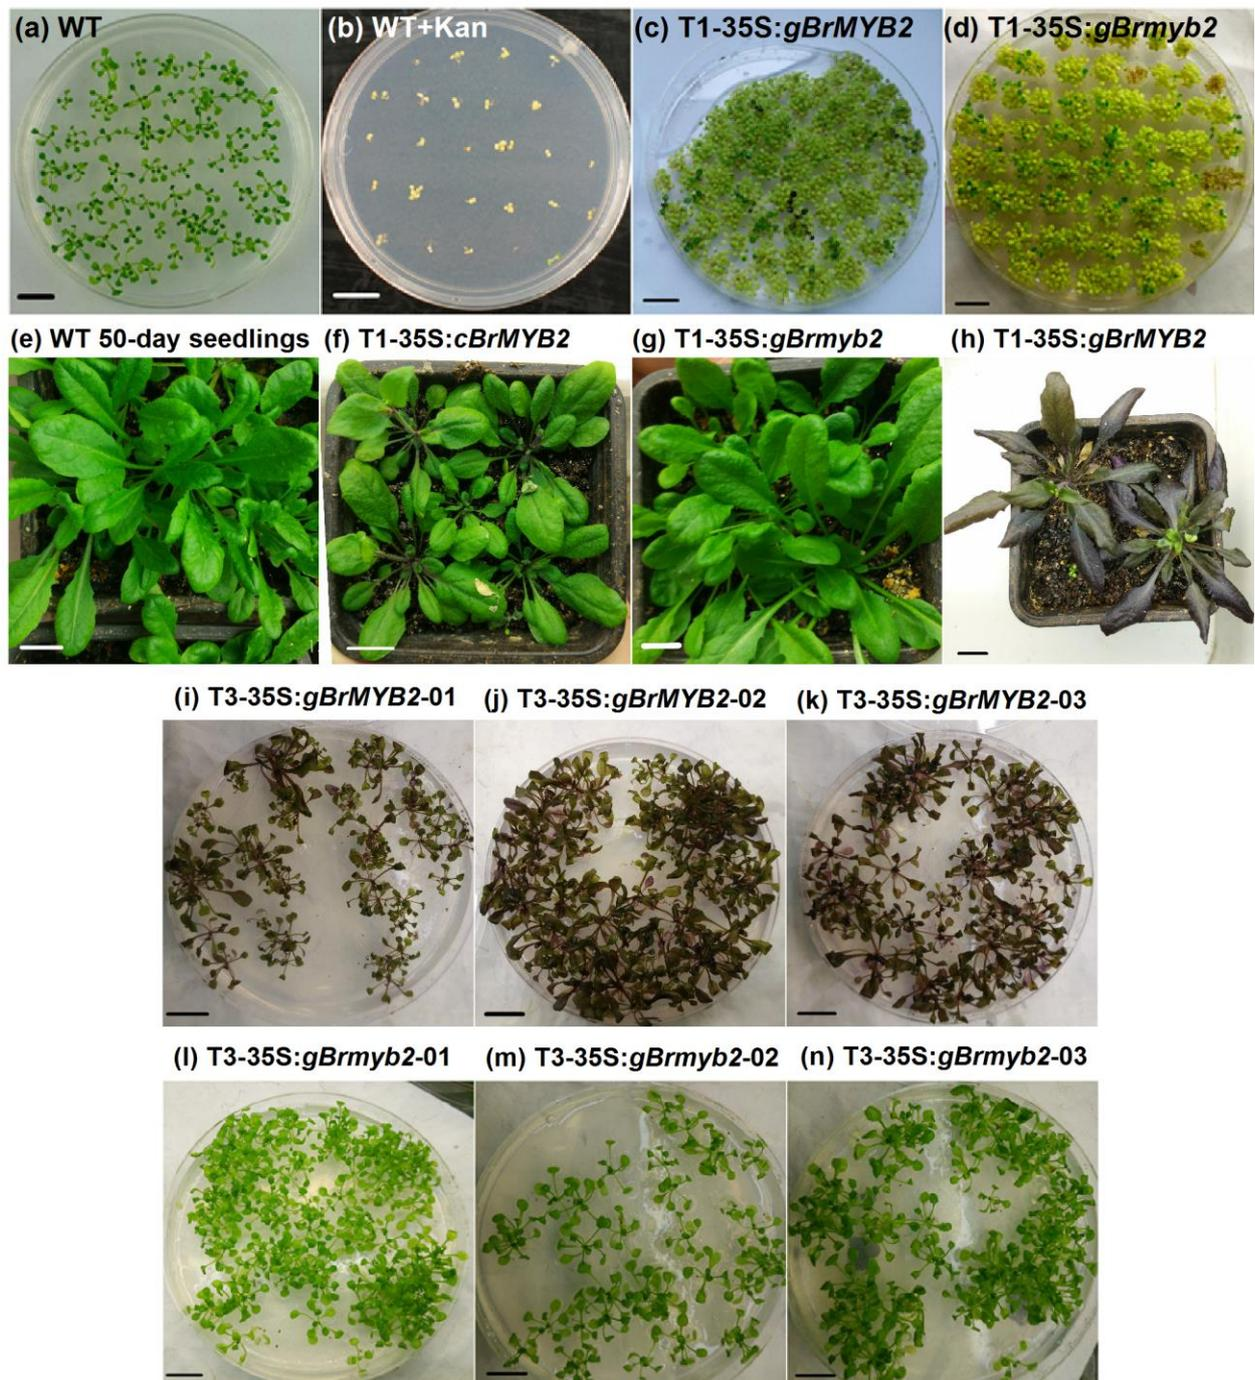 (a) WT (b) WT+Kan (c) T1-35S:gBrMYB2 (d) T1-35S:gBrmyb2
(e) WT 50-day seedlings (f) T1-35S:cBrMYB2 (g) T1-35S:gBrmyb2 (h) T1-35S:gBrMYB2
(i) T3-35S:gBrMYB2-01 (j) T3-35S:gBrMYB2-02 (k) T3-35S:gBrMYB2-03
(l) T3-35S:gBrmyb2-01 (m) T3-35S:gBrmyb2-02 (n) T3-35S:gBrmyb2-03